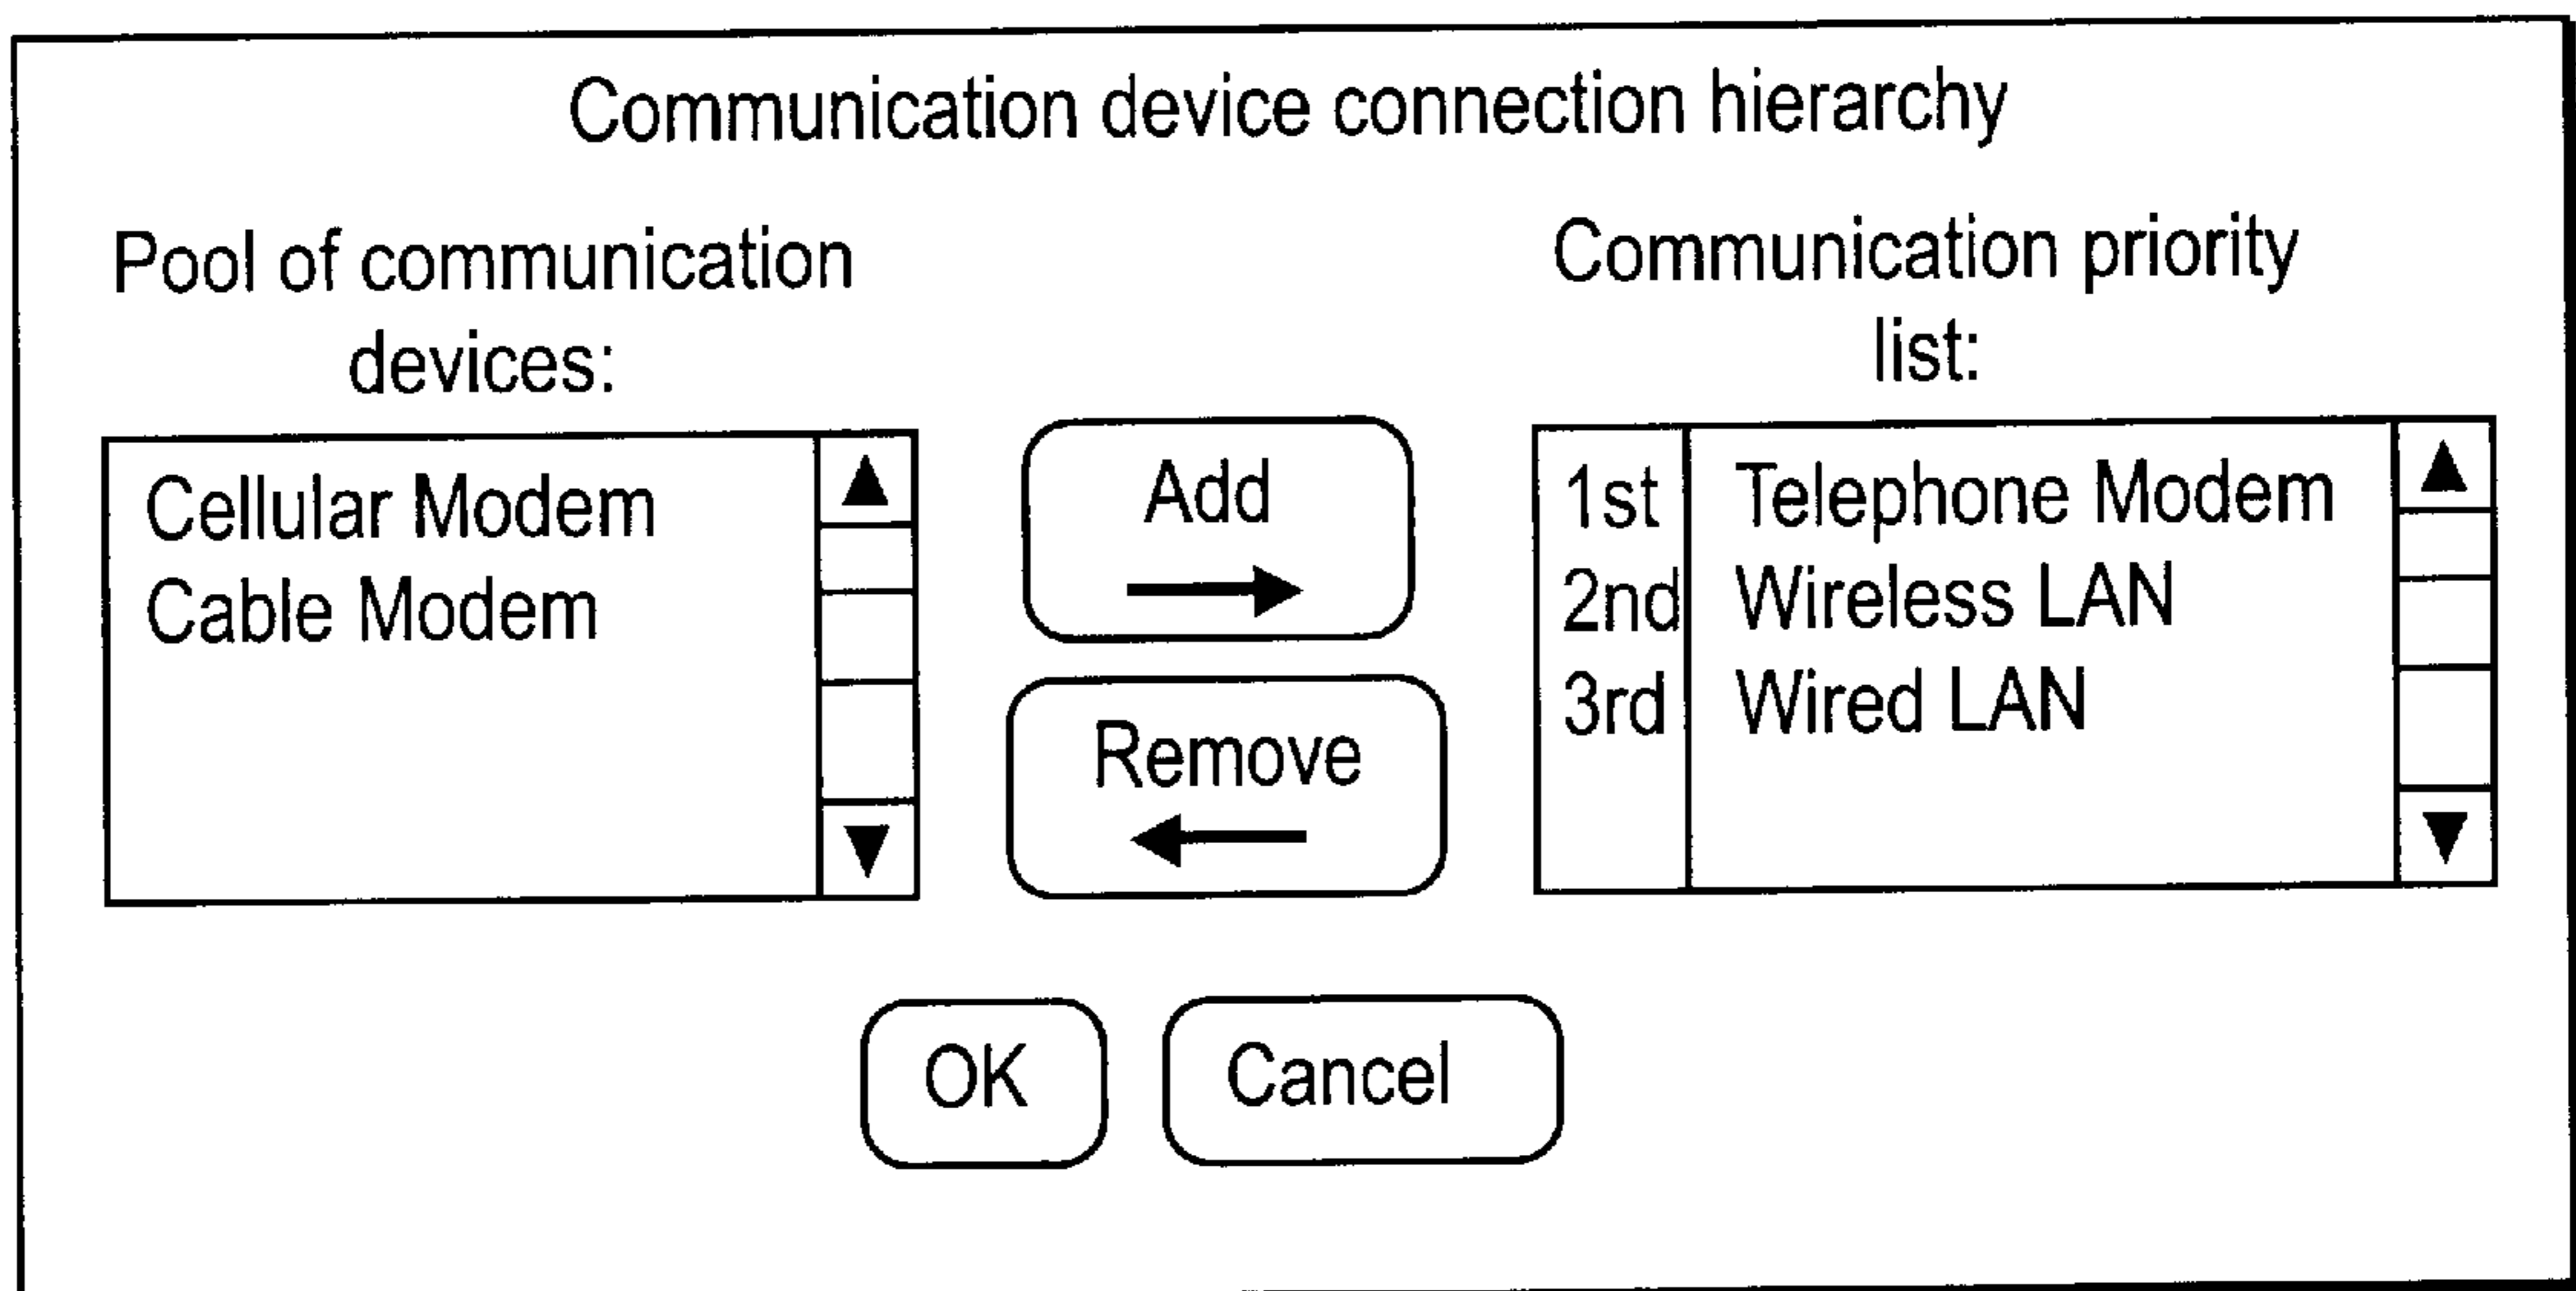 Communication device connection hierarchy
Pool of communication
devices:
Cellular Modem
Cable Modem
Add
Remove
Communication priority
list:
1st Telephone Modem
2nd Wireless LAN
3rd Wired LAN
OK
Cancel